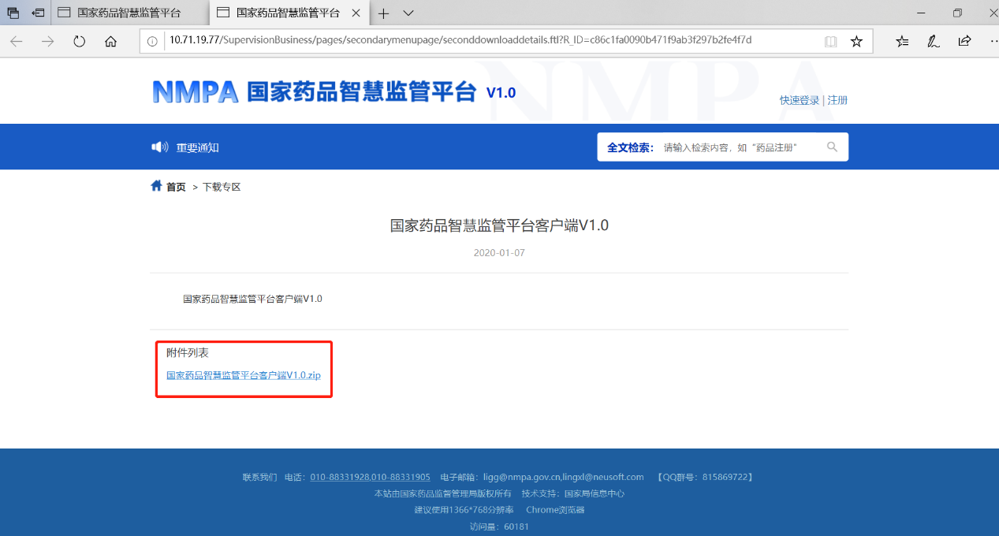 国家药品智慧监管平台
国家药品智慧监管平台
10.71.19.77/SupervisionBusiness/pages/secondarymenupage/seconddownloaddetails.ftl?R_ID=c86c1fa0090b471f9ab3f297b2fe4f7d
NMPA 国家药品智慧监管平台 V1.0
NMPA
快速登录 | 注册
重要通知
全文检索： 请输入检索内容，如“药品注册”
首页 > 下载专区
国家药品智慧监管平台客户端V1.0
2020-01-07
国家药品智慧监管平台客户端V1.0
附件列表
国家药品智慧监管平台客户端V1.0.zip
联系我们 电话：010-88331928,010-88331905 电子邮箱：ligg@nmpa.gov.cn,lingxl@neusoft.com 【QQ群号：815869722】
本站由国家药品监督管理局版权所有 技术支持：国家局信息中心
建议使用1366*768分辨率 Chrome浏览器
访问量：60181